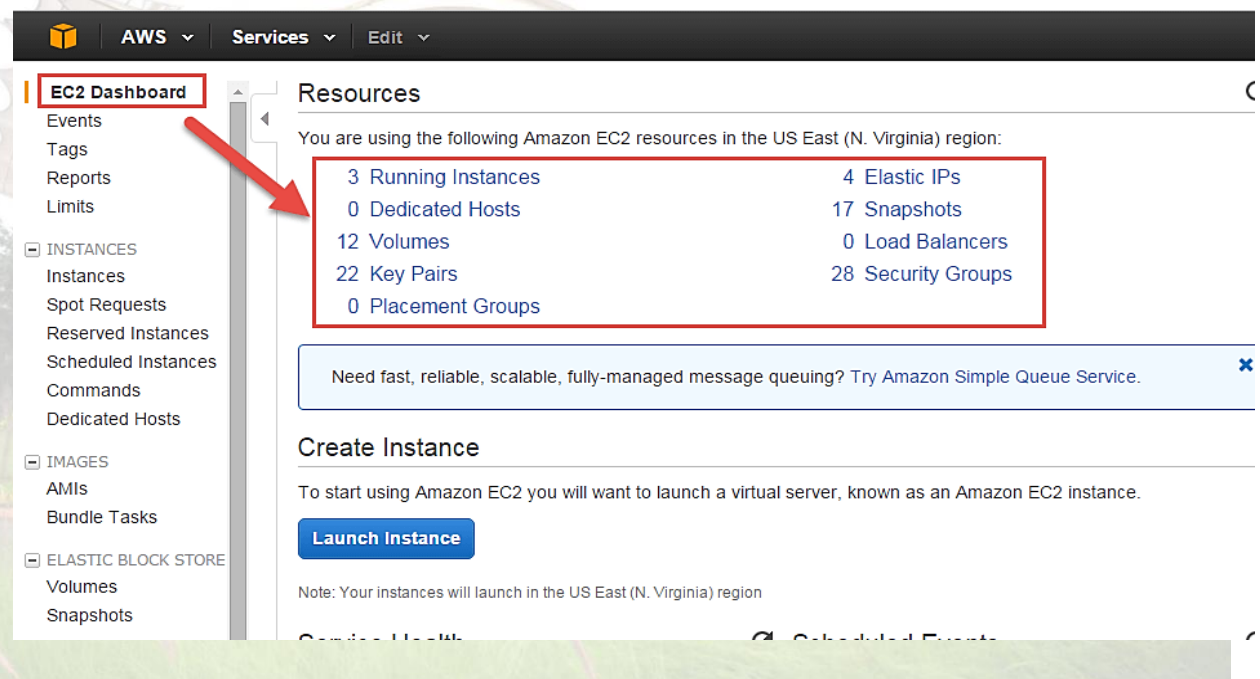 AWS Services Edit
EC2 Dashboard
Events
Tags
Reports
Limits
INSTANCES
Instances
Spot Requests
Reserved Instances
Scheduled Instances
Commands
Dedicated Hosts
IMAGES
AMIs
Bundle Tasks
ELASTIC BLOCK STORE
Volumes
Snapshots
Resources
You are using the following Amazon EC2 resources in the US East (N. Virginia) region:
3 Running Instances
0 Dedicated Hosts
12 Volumes
22 Key Pairs
0 Placement Groups
4 Elastic IPs
17 Snapshots
0 Load Balancers
28 Security Groups
Need fast, reliable, scalable, fully-managed message queuing? Try Amazon Simple Queue Service.
Create Instance
To start using Amazon EC2 you will want to launch a virtual server, known as an Amazon EC2 instance.
Launch Instance
Note: Your instances will launch in the US East (N. Virginia) region
Service Health Scheduled Events